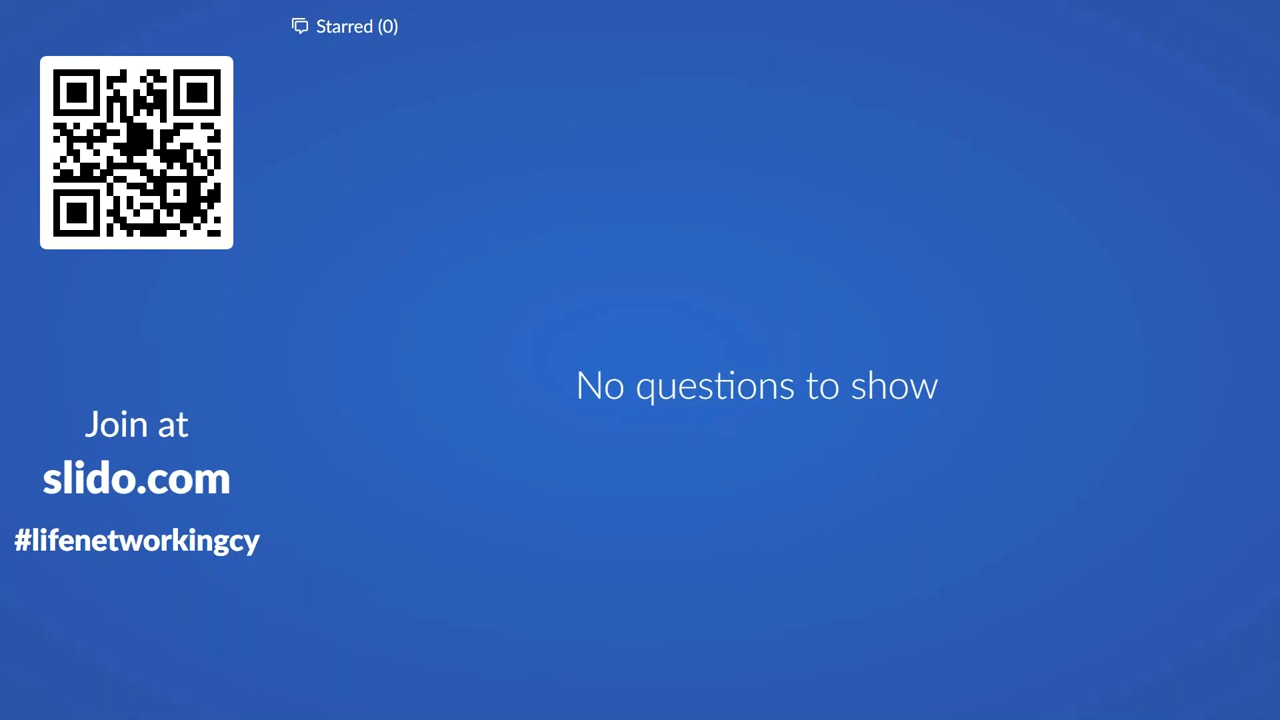 Starred (0)
No questions to show
Join at
slido.com
#lifenetworkingcy